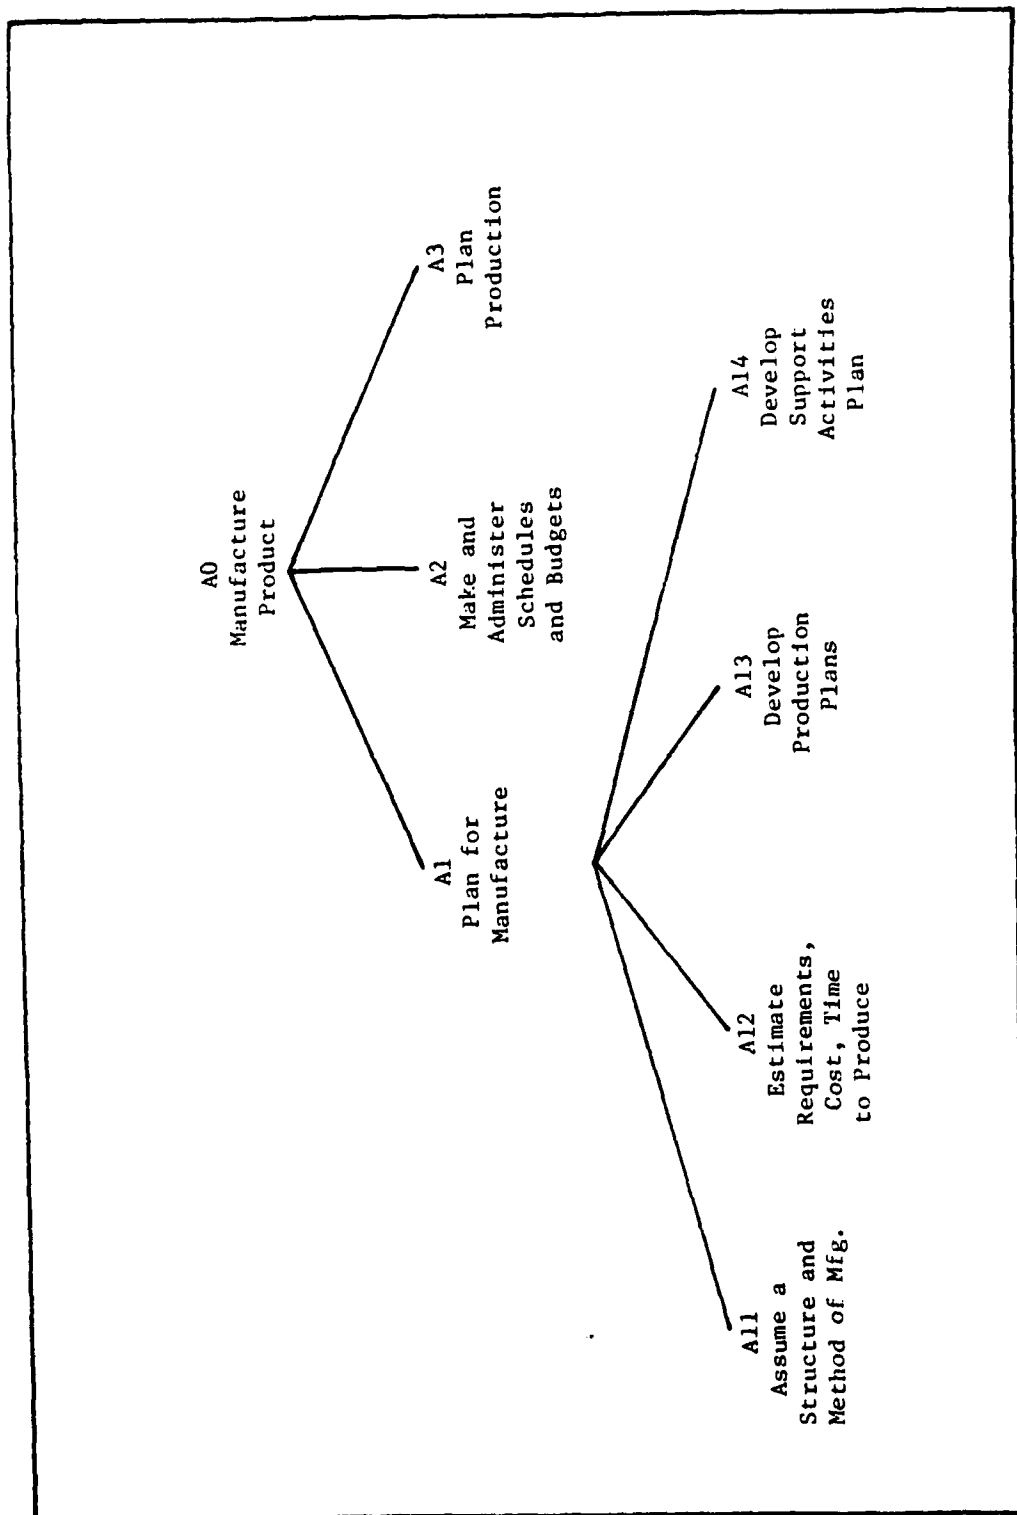 A0
Manufacture
Product
A1
Plan for
Manufacture
A2
Make and
Administer
Schedules
and Budgets
A3
Plan
Production
A11
Assume a
Structure and
Method of Mfg.
A12
Estimate
Requirements,
Cost, Time
to Produce
A13
Develop
Production
Plans
A14
Develop
Support
Activities
Plan